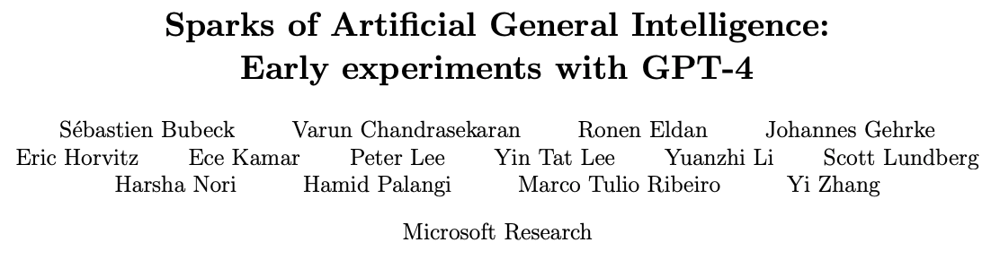 Sparks of Artificial General Intelligence:
Early experiments with GPT-4
Sébastien Bubeck Varun Chandrasekaran Ronen Eldan Johannes Gehrke
Eric Horvitz Ece Kamar Peter Lee Yin Tat Lee Yuanzhi Li Scott Lundberg
Harsha Nori Hamid Palangi Marco Tulio Ribeiro Yi Zhang
Microsoft Research